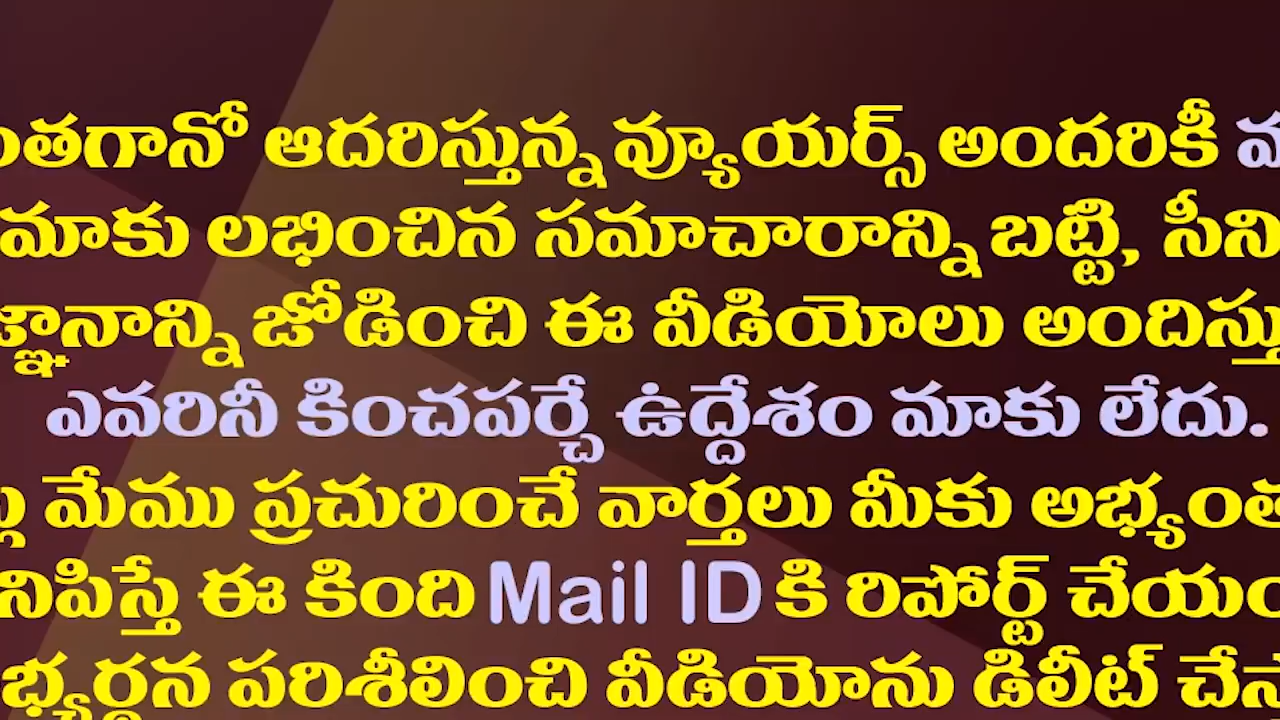 ంతగానో ఆదరిస్తున్న వ్యూయర్స్ అందరికీ
మాకు లభించిన సమాచారాన్ని బట్టి, సీని
జ్ఞానాన్ని జోడించి ఈ వీడియోలు అందిస్తు
ఎవరినీ కించపర్చే ఉద్దేశం మాకు లేదు.
మేము ప్రచురించే వార్తలు మీకు అభ్యంత
నిపిస్తే ఈ కింది Mail ID కి రిపోర్ట్ చేయం
భ్యర్థన పరిశీలించి వీడియోను డిలీట్ చేస